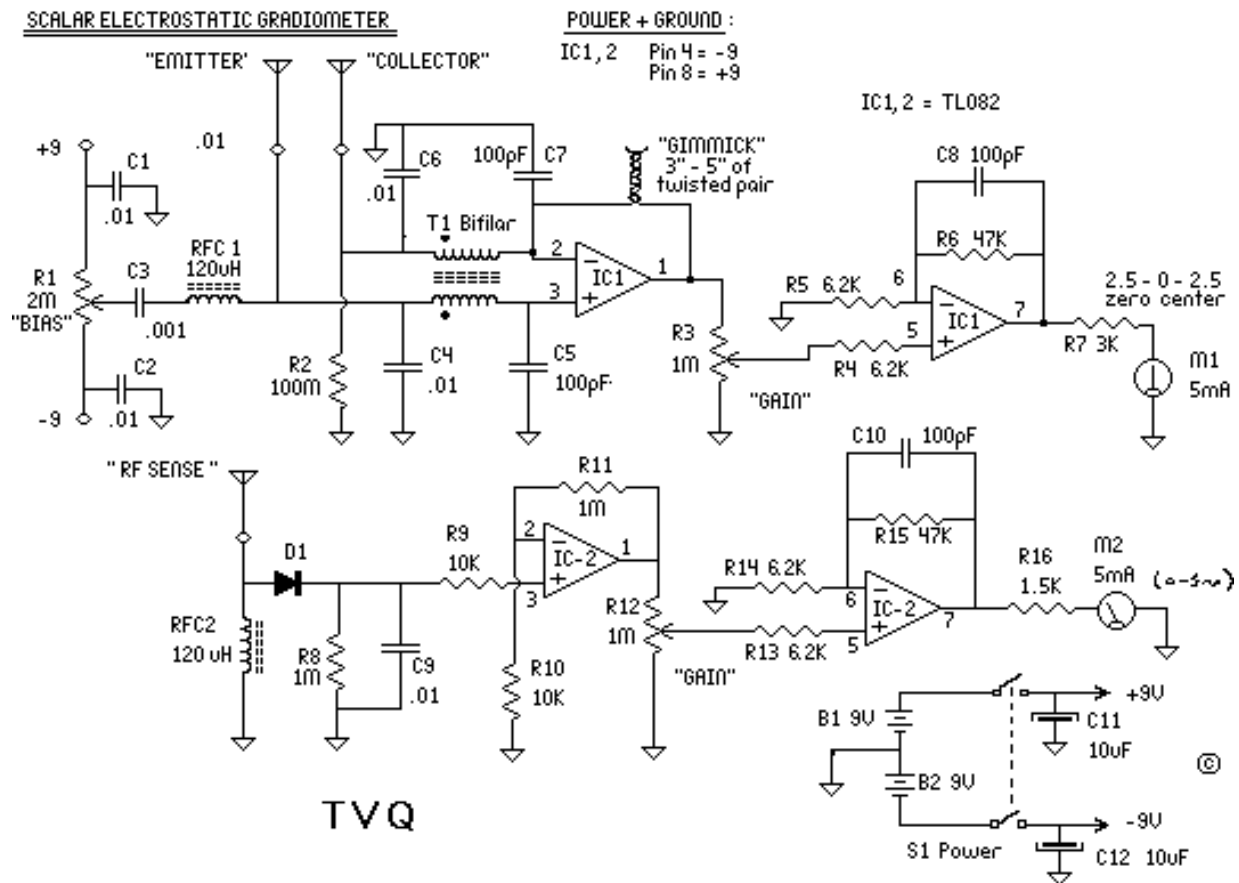 SCALAR ELECTROSTATIC GRADIOMETER
POWER + GROUND :
IC1, 2 Pin 4 = -9
Pin 8 = +9
IC1, 2 = TL082
"EMITTER'
"COLLECTOR"
+9
C1
.01
.01
R1
2M
"BIAS"
C3
.001
RFC 1
120uH
C2
.01
-9
C6
.01
100pF
C7
T1 Bifilar
"GIMMICK"
3" - 5" of
twisted pair
2
3
1
IC1
R2
100M
C4
.01
C5
100pF
R3
1M
"GAIN"
C8 100pF
R6 47K
R5 6.2K
6
5
7
IC1
R4 6.2K
R7 3K
2.5 - 0 - 2.5
zero center
M1
5mA
"RF SENSE"
D1
RFC2
120 uH
R8
1M
C9
.01
R9
10K
R10
10K
R11
1M
2
3
1
IC-2
R12
1M
"GAIN"
C10
100pF
R15 47K
R14 6.2K
6
5
7
IC-2
R13 6.2K
R16
1.5K
M2
5mA
B1 9V
B2 9V
+9V
C11
10uF
-9V
C12 10uF
S1 Power
©
TVQ